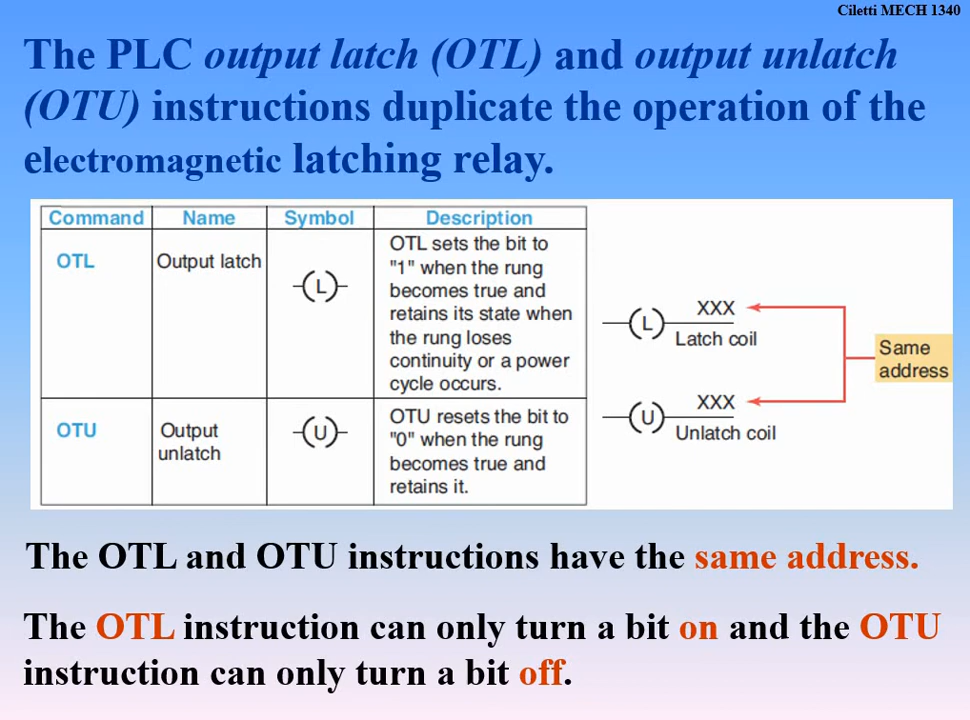 Ciletti MECH 1340
The PLC output latch (OTL) and output unlatch
(OTU) instructions duplicate the operation of the
electromagnetic latching relay.
Command Name Symbol Description
OTL Output latch L OTL sets the bit to
"1" when the rung
becomes true and
retains its state when
the rung loses
continuity or a power
cycle occurs.
OTU Output
unlatch
U
OTU resets the bit to
"0" when the rung
becomes true and
retains it.
XXX
L
Latch coil
XXX
U
Unlatch coil
Same
address
The OTL and OTU instructions have the same address.
The OTL instruction can only turn a bit on and the OTU
instruction can only turn a bit off.